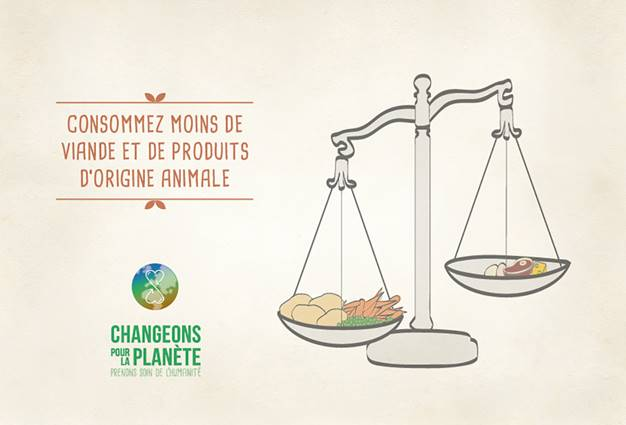 CONSOMMEZ MOINS DE
VIANDE ET DE PRODUITS
D'ORIGINE ANIMALE
CHANGEONS
POUR LA PLANÈTE
PRENONS SOIN DE L'HUMANITÉ